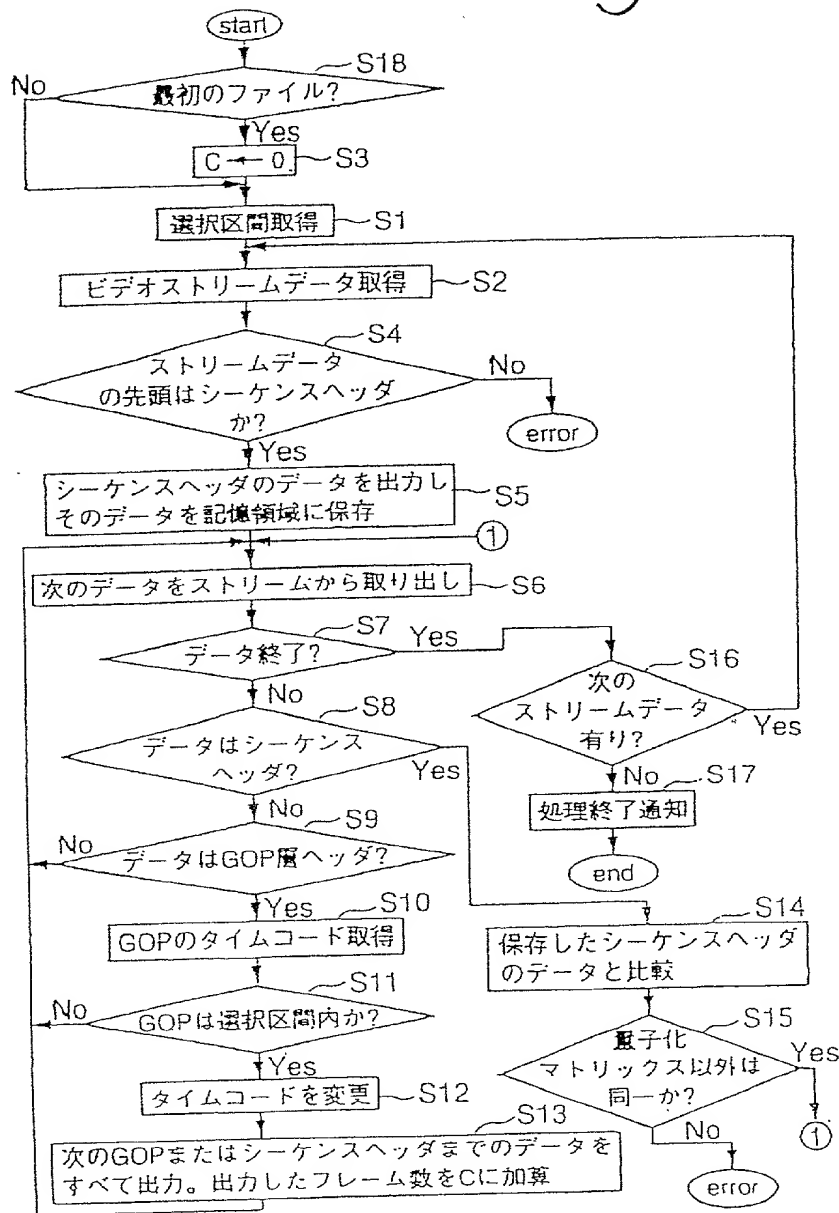 start
最初のファイル?
S18
No
Yes
C ← 0
S3
選択区間取得
S1
ビデオストリームデータ取得
S2
S4
ストリームデータ
の先頭はシーケンスヘッダ
か?
No
error
Yes
シーケンスヘッダのデータを出力し
そのデータを記憶領域に保存
S5
①
次のデータをストリームから取り出し
S6
S7
データ終了?
Yes
No
S16
次の
ストリームデータ
有り?
Yes
No
S17
処理終了通知
end
S8
データはシーケンス
ヘッダ?
Yes
No
S9
データはGOP層ヘッダ?
No
Yes
S10
GOPのタイムコード取得
S11
GOPは選択区間内か?
No
Yes
タイムコードを変更
S12
S13
次のGOPまたはシーケンスヘッダまでのデータを
すべて出力。出力したフレーム数をCに加算
S14
保存したシーケンスヘッダ
のデータと比較
S15
量子化
マトリックス以外は
同一か?
Yes
①
No
error